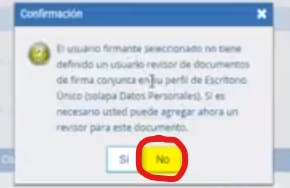 Confirmación
El usuario firmante seleccionado no tiene
definido un usuario revisor de documentos
de firma conjunta en su perfil de Escritorio
Único (solapa Datos Personales). Si es
necesario usted puede agregar ahora un
revisor para este documento.
Si
No